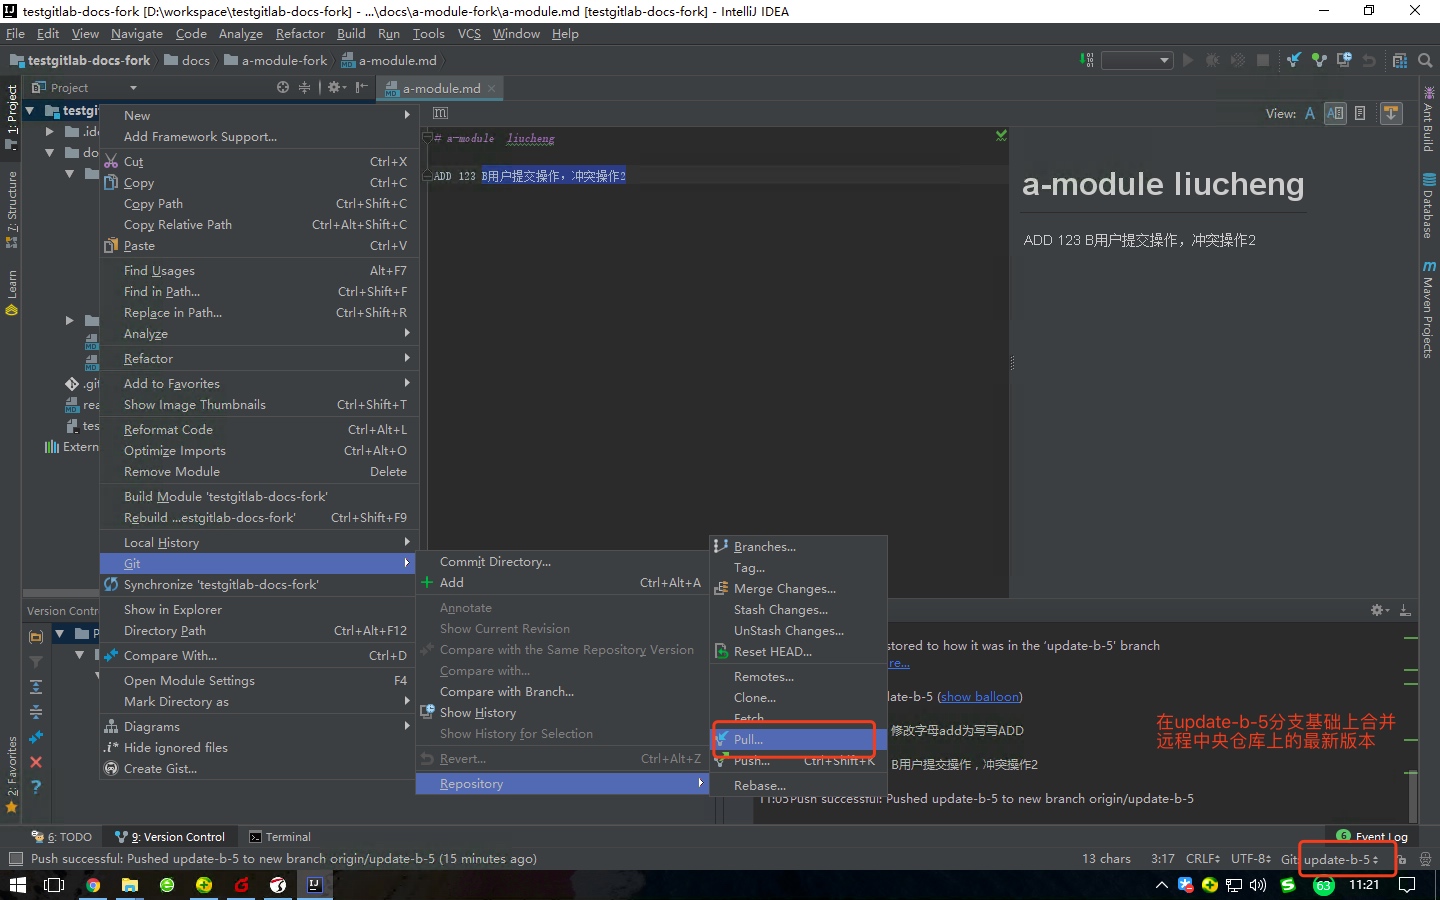 testgitlab-docs-fork [D:\workspace\testgitlab-docs-fork] - ...\docs\a-module-fork\a-module.md [testgitlab-docs-fork] - IntelliJ IDEA
File Edit View Navigate Code Analyze Refactor Build Run Tools VCS Window Help
testgitlab-docs-fork docs a-module-fork a-module.md
Project a-module.md
1: Project
Z: Structure
Learn
2: Favorites
testgi
.ide
do
.git
rea
tes
Extern
New
Add Framework Support...
Cut Ctrl+X
Copy Ctrl+C
Copy Path Ctrl+Shift+C
Copy Relative Path Ctrl+Alt+Shift+C
Paste Ctrl+V
Find Usages Alt+F7
Find in Path... Ctrl+Shift+F
Replace in Path... Ctrl+Shift+R
Analyze
Refactor
Add to Favorites
Show Image Thumbnails Ctrl+Shift+T
Reformat Code Ctrl+Alt+L
Optimize Imports Ctrl+Alt+O
Remove Module Delete
Build Module 'testgitlab-docs-fork'
Rebuild ...estgitlab-docs-fork' Ctrl+Shift+F9
Local History
Git
Synchronize 'testgitlab-docs-fork'
Show in Explorer
Directory Path Ctrl+Alt+F12
Compare With... Ctrl+D
Open Module Settings F4
Mark Directory as
Diagrams
.i* Hide ignored files
Create Gist...
Commit Directory...
Add Ctrl+Alt+A
Annotate
Show Current Revision
Compare with the Same Repository Version
Compare with...
Compare with Branch...
Show History
Show History for Selection
Revert... Ctrl+Alt+Z
Repository
Branches...
Tag...
Merge Changes...
Stash Changes...
UnStash Changes...
Reset HEAD...
Remotes...
Clone...
Fetch
Pull...
Push... Ctrl+Shift+K
Rebase...
m
View: A
# a-module liucheng
ADD 123 B用户提交操作，冲突操作2
a-module liucheng
ADD 123 B用户提交操作，冲突操作2
Ant Build
Database
Maven Projects
Version Contr
P
stored to how it was in the 'update-b-5' branch
re...
date-b-5 (show balloon)
修改字母add为写写ADD
B用户提交操作，冲突操作2
11:05 Push successful: Pushed update-b-5 to new branch origin/update-b-5
在update-b-5分支基础上合并
远程中央仓库上的最新版本
6: TODO 9: Version Control Terminal 6 Event Log
Push successful: Pushed update-b-5 to new branch origin/update-b-5 (15 minutes ago) 13 chars 3:17 CRLF UTF-8 Git: update-b-5
63 11:21